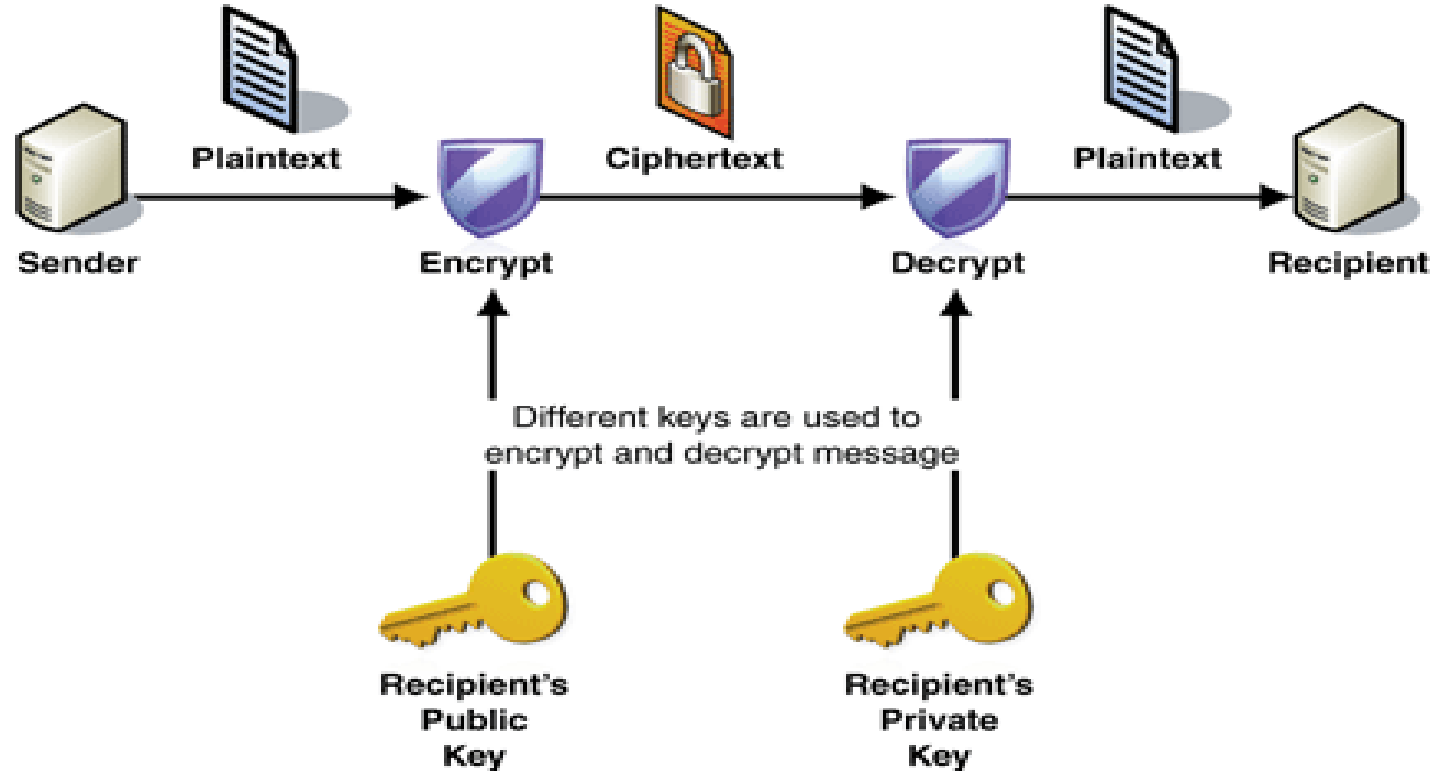 Plaintext
Ciphertext
Plaintext
Sender
Encrypt
Decrypt
Recipient
Different keys are used to
encrypt and decrypt message
Recipient's
Public
Key
Recipient's
Private
Key